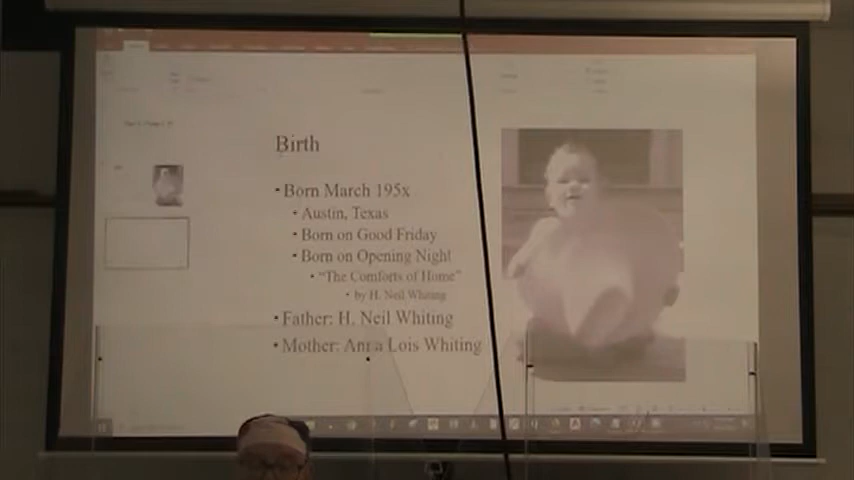 Birth
Born March 195x
Austin, Texas
Born on Good Friday
Born on Opening Night
"The Comforts of Home"
by H. Neil Whiting
Father: H. Neil Whiting
Mother: Anna Lois Whiting